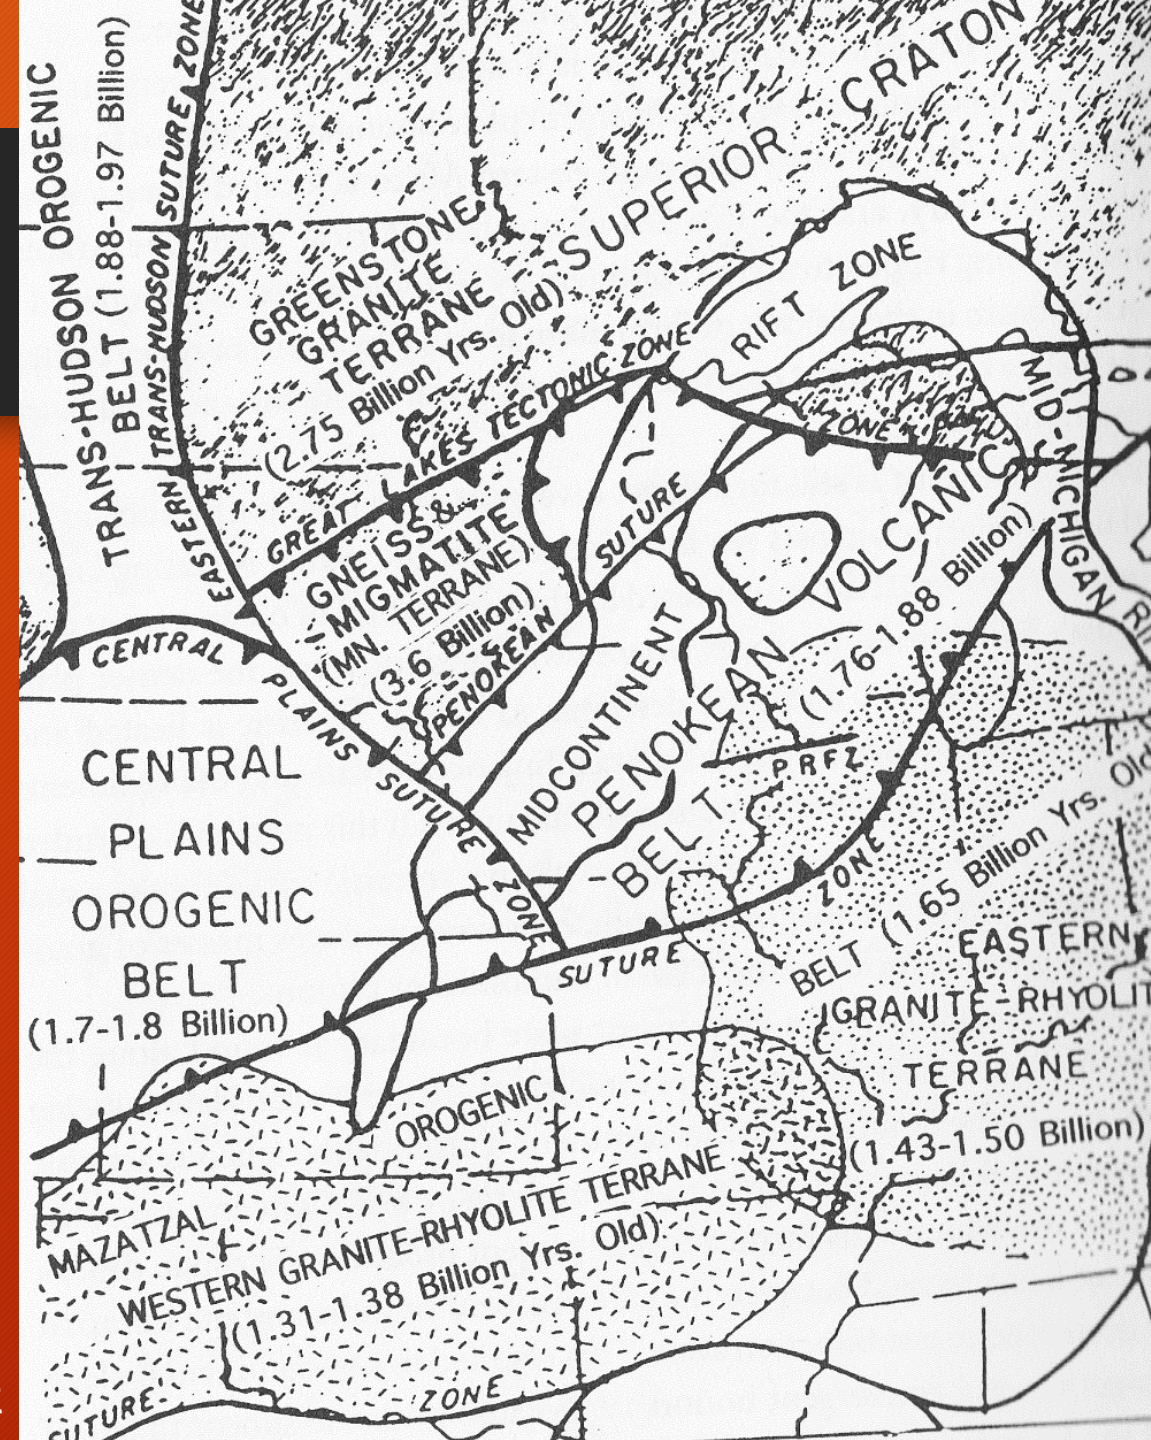 TRANS-HUDSON OROGENIC
BELT (1.88-1.97 Billion)
EASTERN TRANS-HUDSON SUTURE ZONE
SUPERIOR CRATON
GREENSTONE
GRANITE
TERRANE
(2.75 Billion Yrs. Old)
GREAT LAKES TECTONIC ZONE
RIFT ZONE
ZONE
MID-MICHIGAN
GNEISS &
MIGMATITE
(MN. TERRANE)
(3.6 Billion)
PENOKEAN SUTURE
MIDCONTINENT
PENOKEAN VOLCANIC
BELT (1.76-1.88 Billion)
PRFZ
CENTRAL PLAINS SUTURE ZONE
CENTRAL
PLAINS
OROGENIC
BELT
(1.7-1.8 Billion)
SUTURE ZONE
MAZATZAL OROGENIC BELT (1.65 Billion Yrs. Old
EASTERN
GRANITE-RHYOLIT
TERRANE
(1.43-1.50 Billion)
WESTERN GRANITE-RHYOLITE TERRANE
(1.31-1.38 Billion Yrs. Old)
SUTURE ZONE